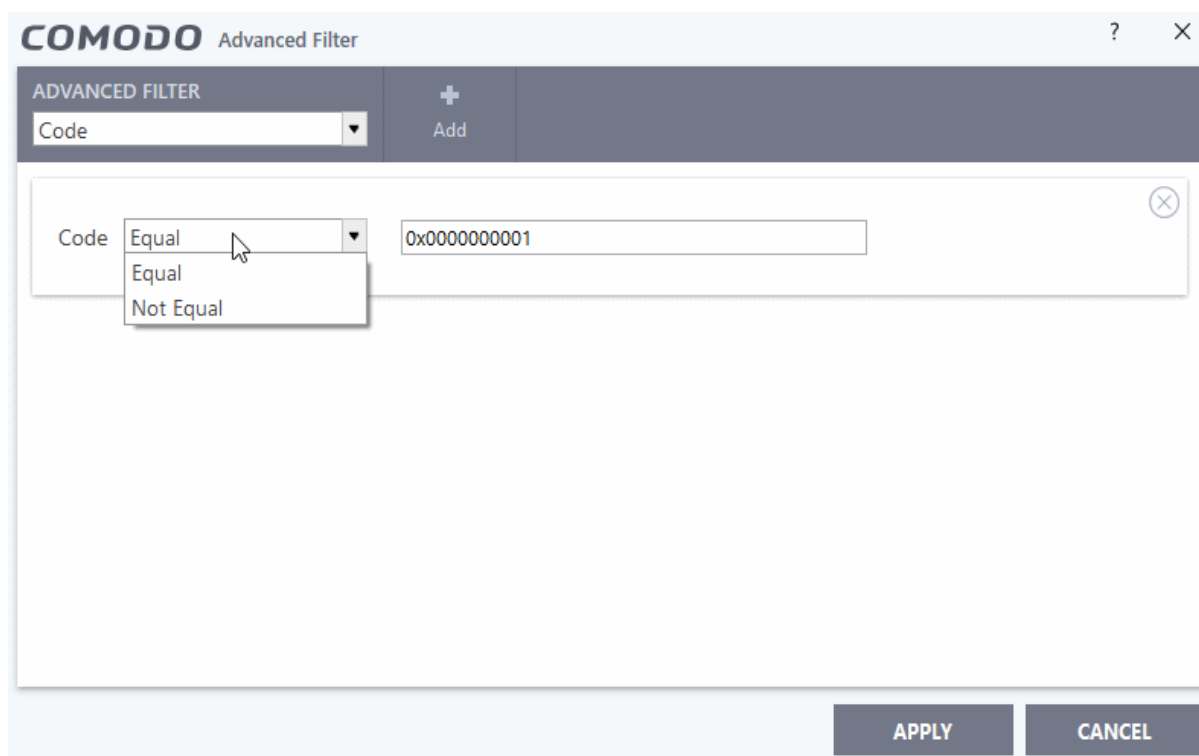 COMODO Advanced Filter ?
ADVANCED FILTER
Code
Add
Code Equal 0x0000000001
Equal
Not Equal
APPLY CANCEL